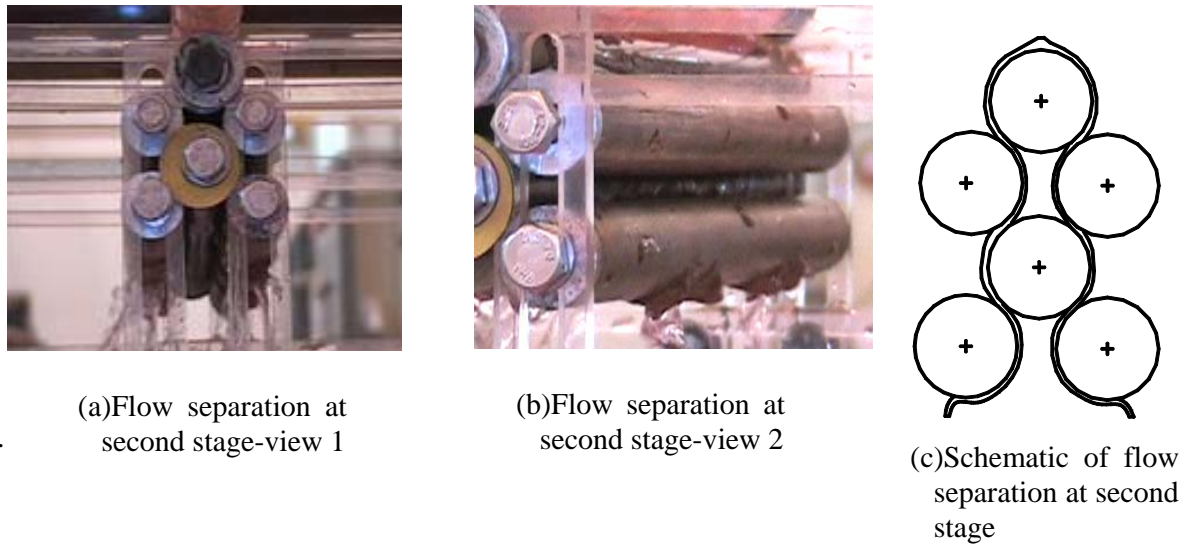 (a)Flow separation at
second stage-view 1
(b)Flow separation at
second stage-view 2
.
(c)Schematic of flow
separation at second
stage